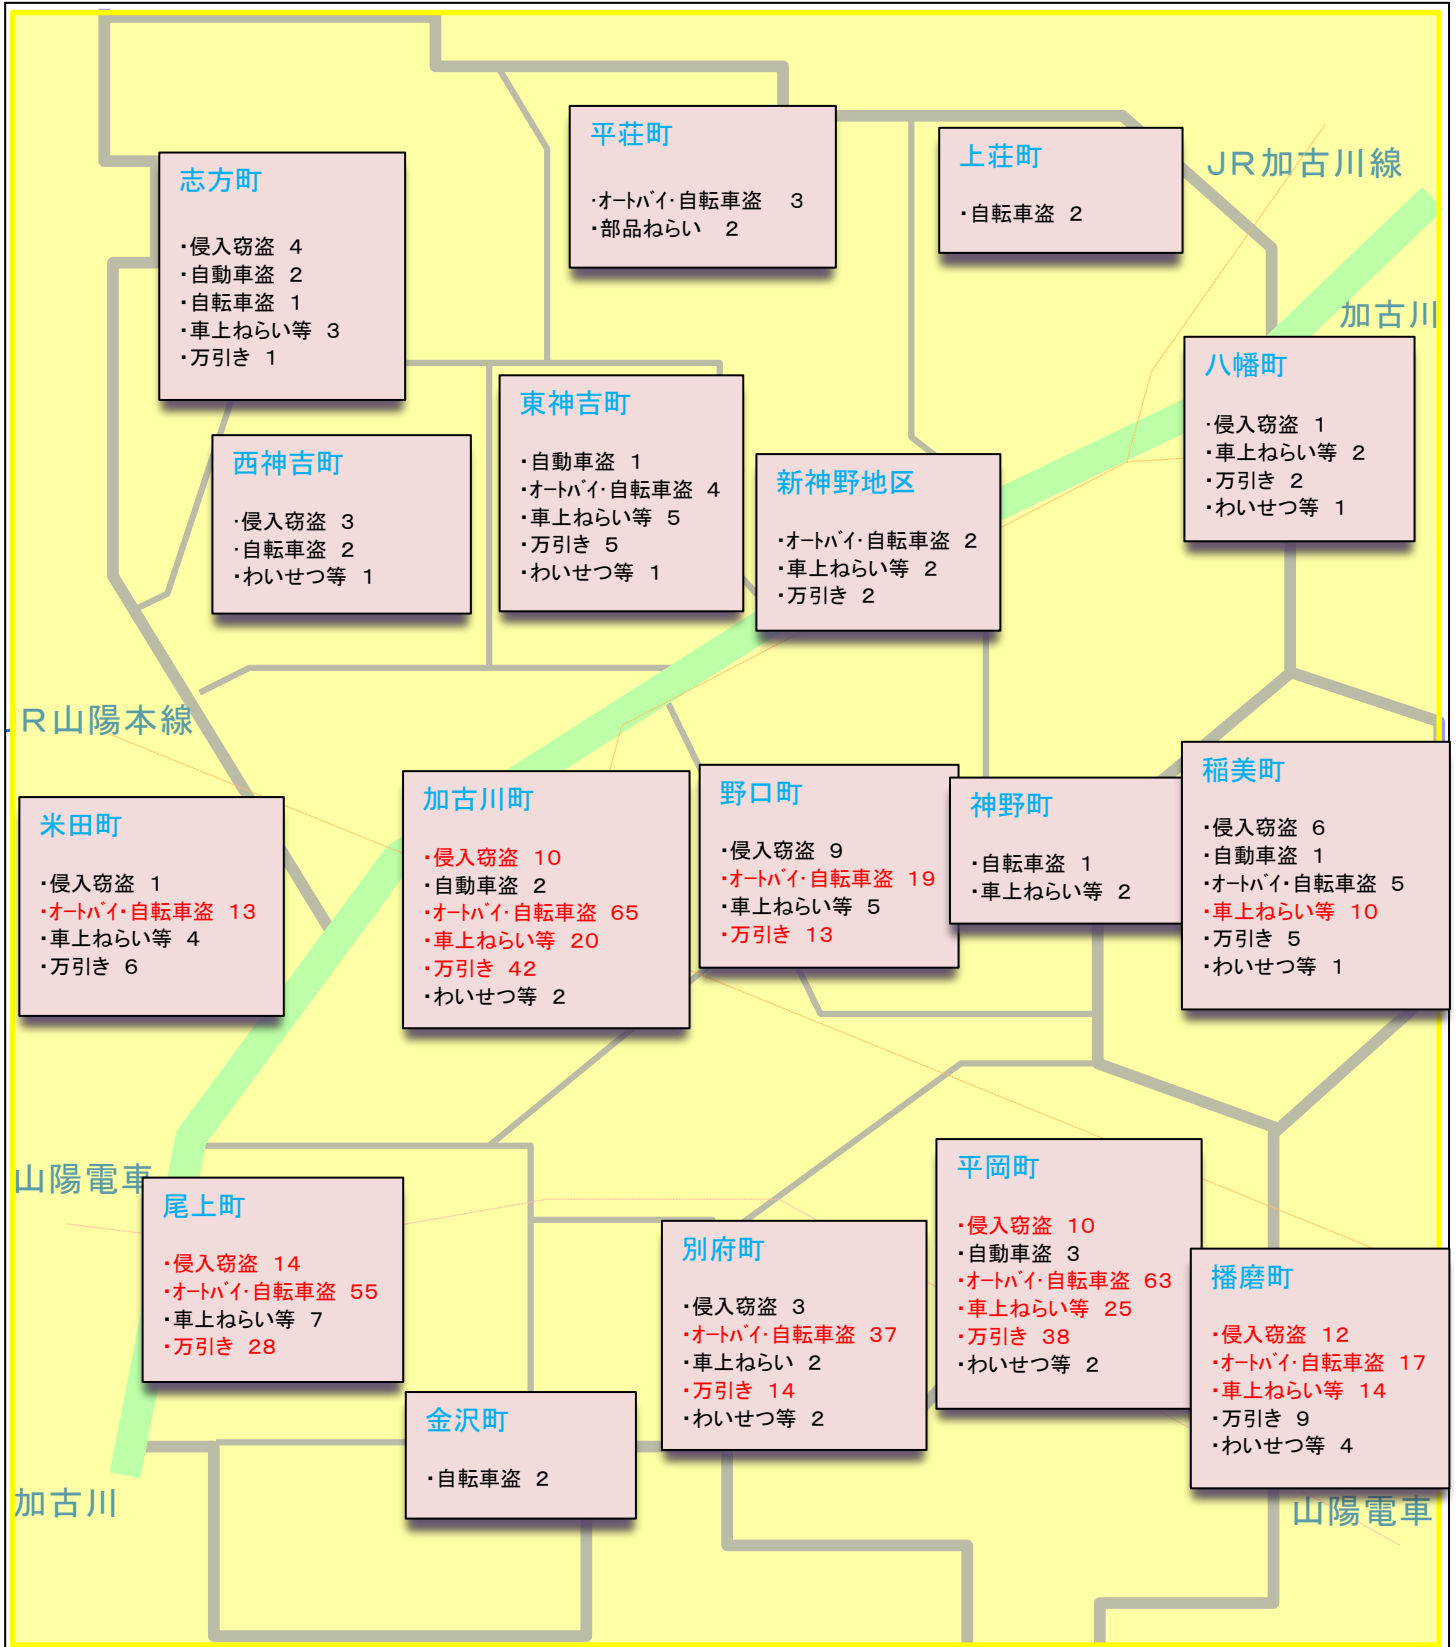 平荘町
・オートバイ・自転車盗 3
・部品ねらい 2
上荘町
・自転車盗 2
JR加古川線
志方町
・侵入窃盗 4
・自動車盗 2
・自転車盗 1
・車上ねらい等 3
・万引き 1
加古川
八幡町
・侵入窃盗 1
・車上ねらい等 2
・万引き 2
・わいせつ等 1
東神吉町
・自動車盗 1
・オートバイ・自転車盗 4
・車上ねらい等 5
・万引き 5
・わいせつ等 1
西神吉町
・侵入窃盗 3
・自転車盗 2
・わいせつ等 1
新神野地区
・オートバイ・自転車盗 2
・車上ねらい等 2
・万引き 2
JR山陽本線
米田町
・侵入窃盗 1
・オートバイ・自転車盗 13
・車上ねらい等 4
・万引き 6
加古川町
・侵入窃盗 10
・自動車盗 2
・オートバイ・自転車盗 65
・車上ねらい等 20
・万引き 42
・わいせつ等 2
野口町
・侵入窃盗 9
・オートバイ・自転車盗 19
・車上ねらい等 5
・万引き 13
神野町
・自転車盗 1
・車上ねらい等 2
稲美町
・侵入窃盗 6
・自動車盗 1
・オートバイ・自転車盗 5
・車上ねらい等 10
・万引き 5
・わいせつ等 1
山陽電車
尾上町
・侵入窃盗 14
・オートバイ・自転車盗 55
・車上ねらい等 7
・万引き 28
別府町
・侵入窃盗 3
・オートバイ・自転車盗 37
・車上ねらい 2
・万引き 14
・わいせつ等 2
平岡町
・侵入窃盗 10
・自動車盗 3
・オートバイ・自転車盗 63
・車上ねらい等 25
・万引き 38
・わいせつ等 2
播磨町
・侵入窃盗 12
・オートバイ・自転車盗 17
・車上ねらい等 14
・万引き 9
・わいせつ等 4
金沢町
・自転車盗 2
加古川
山陽電車